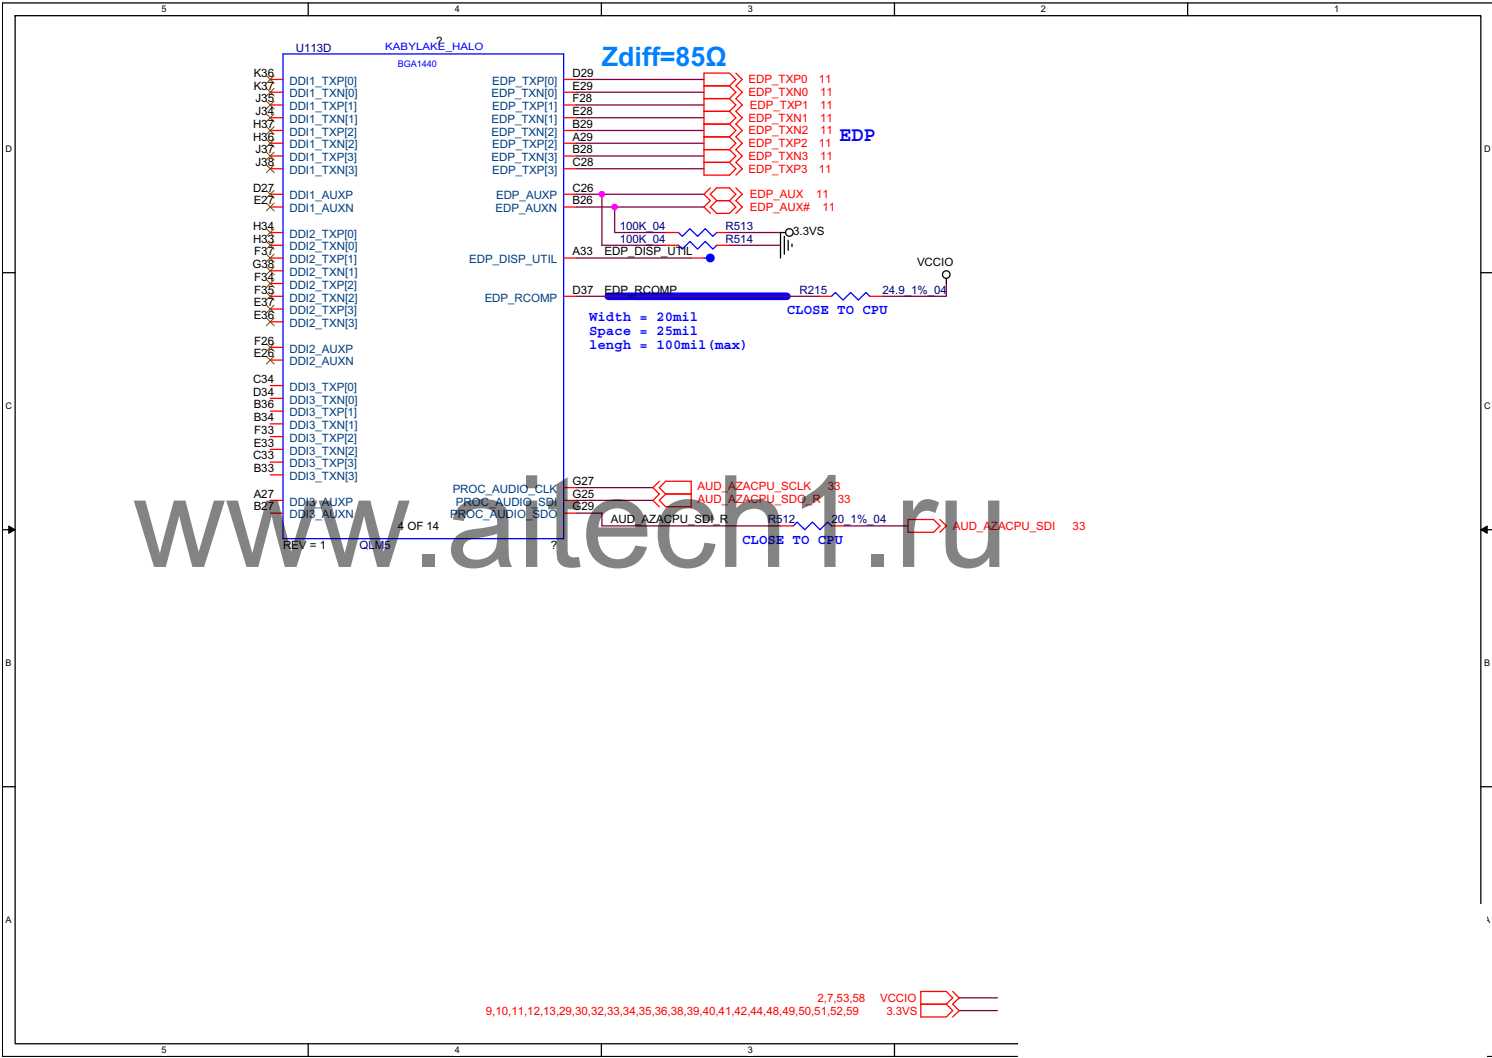 5 4 3 2 1
U113D KABYLAKE_HALO ?
BGA1440
Zdiff=85Ω
K36 DDI1_TXP[0] EDP_TXP[0] D29 EDP_TXP0 11
K37 DDI1_TXN[0] EDP_TXN[0] E29 EDP_TXN0 11
J35 DDI1_TXP[1] EDP_TXP[1] F28 EDP_TXP1 11
J34 DDI1_TXN[1] EDP_TXN[1] E28 EDP_TXN1 11
H37 DDI1_TXP[2] EDP_TXN[2] B29 EDP_TXN2 11
EDP
H36 DDI1_TXN[2] EDP_TXP[2] A29 EDP_TXP2 11
J37 DDI1_TXP[3] EDP_TXN[3] B28 EDP_TXN3 11
J38 DDI1_TXN[3] EDP_TXP[3] C28 EDP_TXP3 11
D D
D27 DDI1_AUXP EDP_AUXP C26 EDP_AUX 11
E27 DDI1_AUXN EDP_AUXN B26 EDP_AUX# 11
H34 DDI2_TXP[0] 100K_04 R513 3.3VS
H33 DDI2_TXN[0] 100K_04 R514
F37 DDI2_TXP[1] EDP_DISP_UTIL A33 EDP_DISP_UTIL
G38 DDI2_TXN[1] VCCIO
F34 DDI2_TXP[2]
F35 DDI2_TXN[2] EDP_RCOMP D37 EDP_RCOMP R215 24.9_1%_04
E37 DDI2_TXP[3] CLOSE TO CPU
E36 DDI2_TXN[3]
Width = 20mil
Space = 25mil
lengh = 100mil(max)
F26 DDI2_AUXP
E26 DDI2_AUXN
C34 DDI3_TXP[0]
D34 DDI3_TXN[0]
B36 DDI3_TXP[1]
B34 DDI3_TXN[1]
F33 DDI3_TXP[2]
E33 DDI3_TXN[2]
C33 DDI3_TXP[3]
B33 DDI3_TXN[3]
C C
G27 PROC_AUDIO_CLK AUD_AZACPU_SCLK 33
A27 DDI3_AUXP PROC_AUDIO_SDI G25 AUD_AZACPU_SDO_R 33
B27 DDI3_AUXN PROC_AUDIO_SDO G29 AUD_AZACPU_SDI_R R512 20_1%_04 AUD_AZACPU_SDI 33
4 OF 14
CLOSE TO CPU
REV = 1 QLM5 ?
www.aitech1.ru
B B
A
2,7,53,58 VCCIO
9,10,11,12,13,29,30,32,33,34,35,36,38,39,40,41,42,44,48,49,50,51,52,59 3.3VS
5 4 3